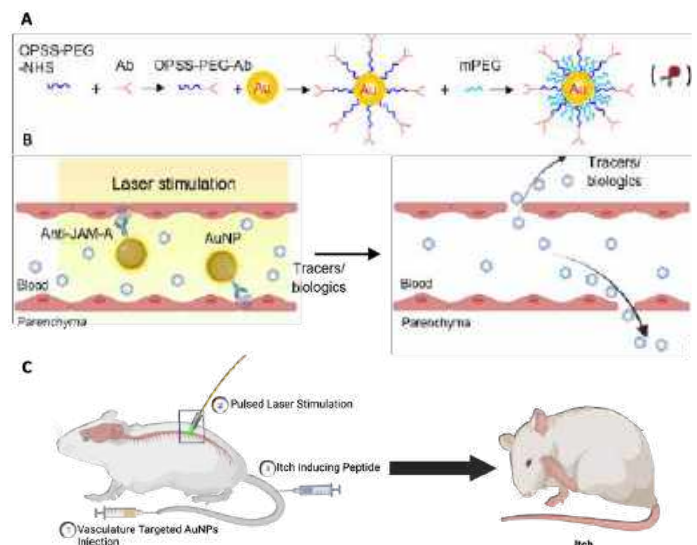 A
OPSS-PEG
-NHS
Ab
OPSS-PEG-Ab
mPEG
+
+
Au
Au
+
Au
B
Laser stimulation
Anti-JAM-A
AuNP
Tracers/
biologics
Blood
Parenchyma
Tracers/
biologics
Blood
Parenchyma
C
2 Pulsed Laser Stimulation
Itch Inducing Peptide
1 Vasculature Targeted AuNPs
Injection
Itch